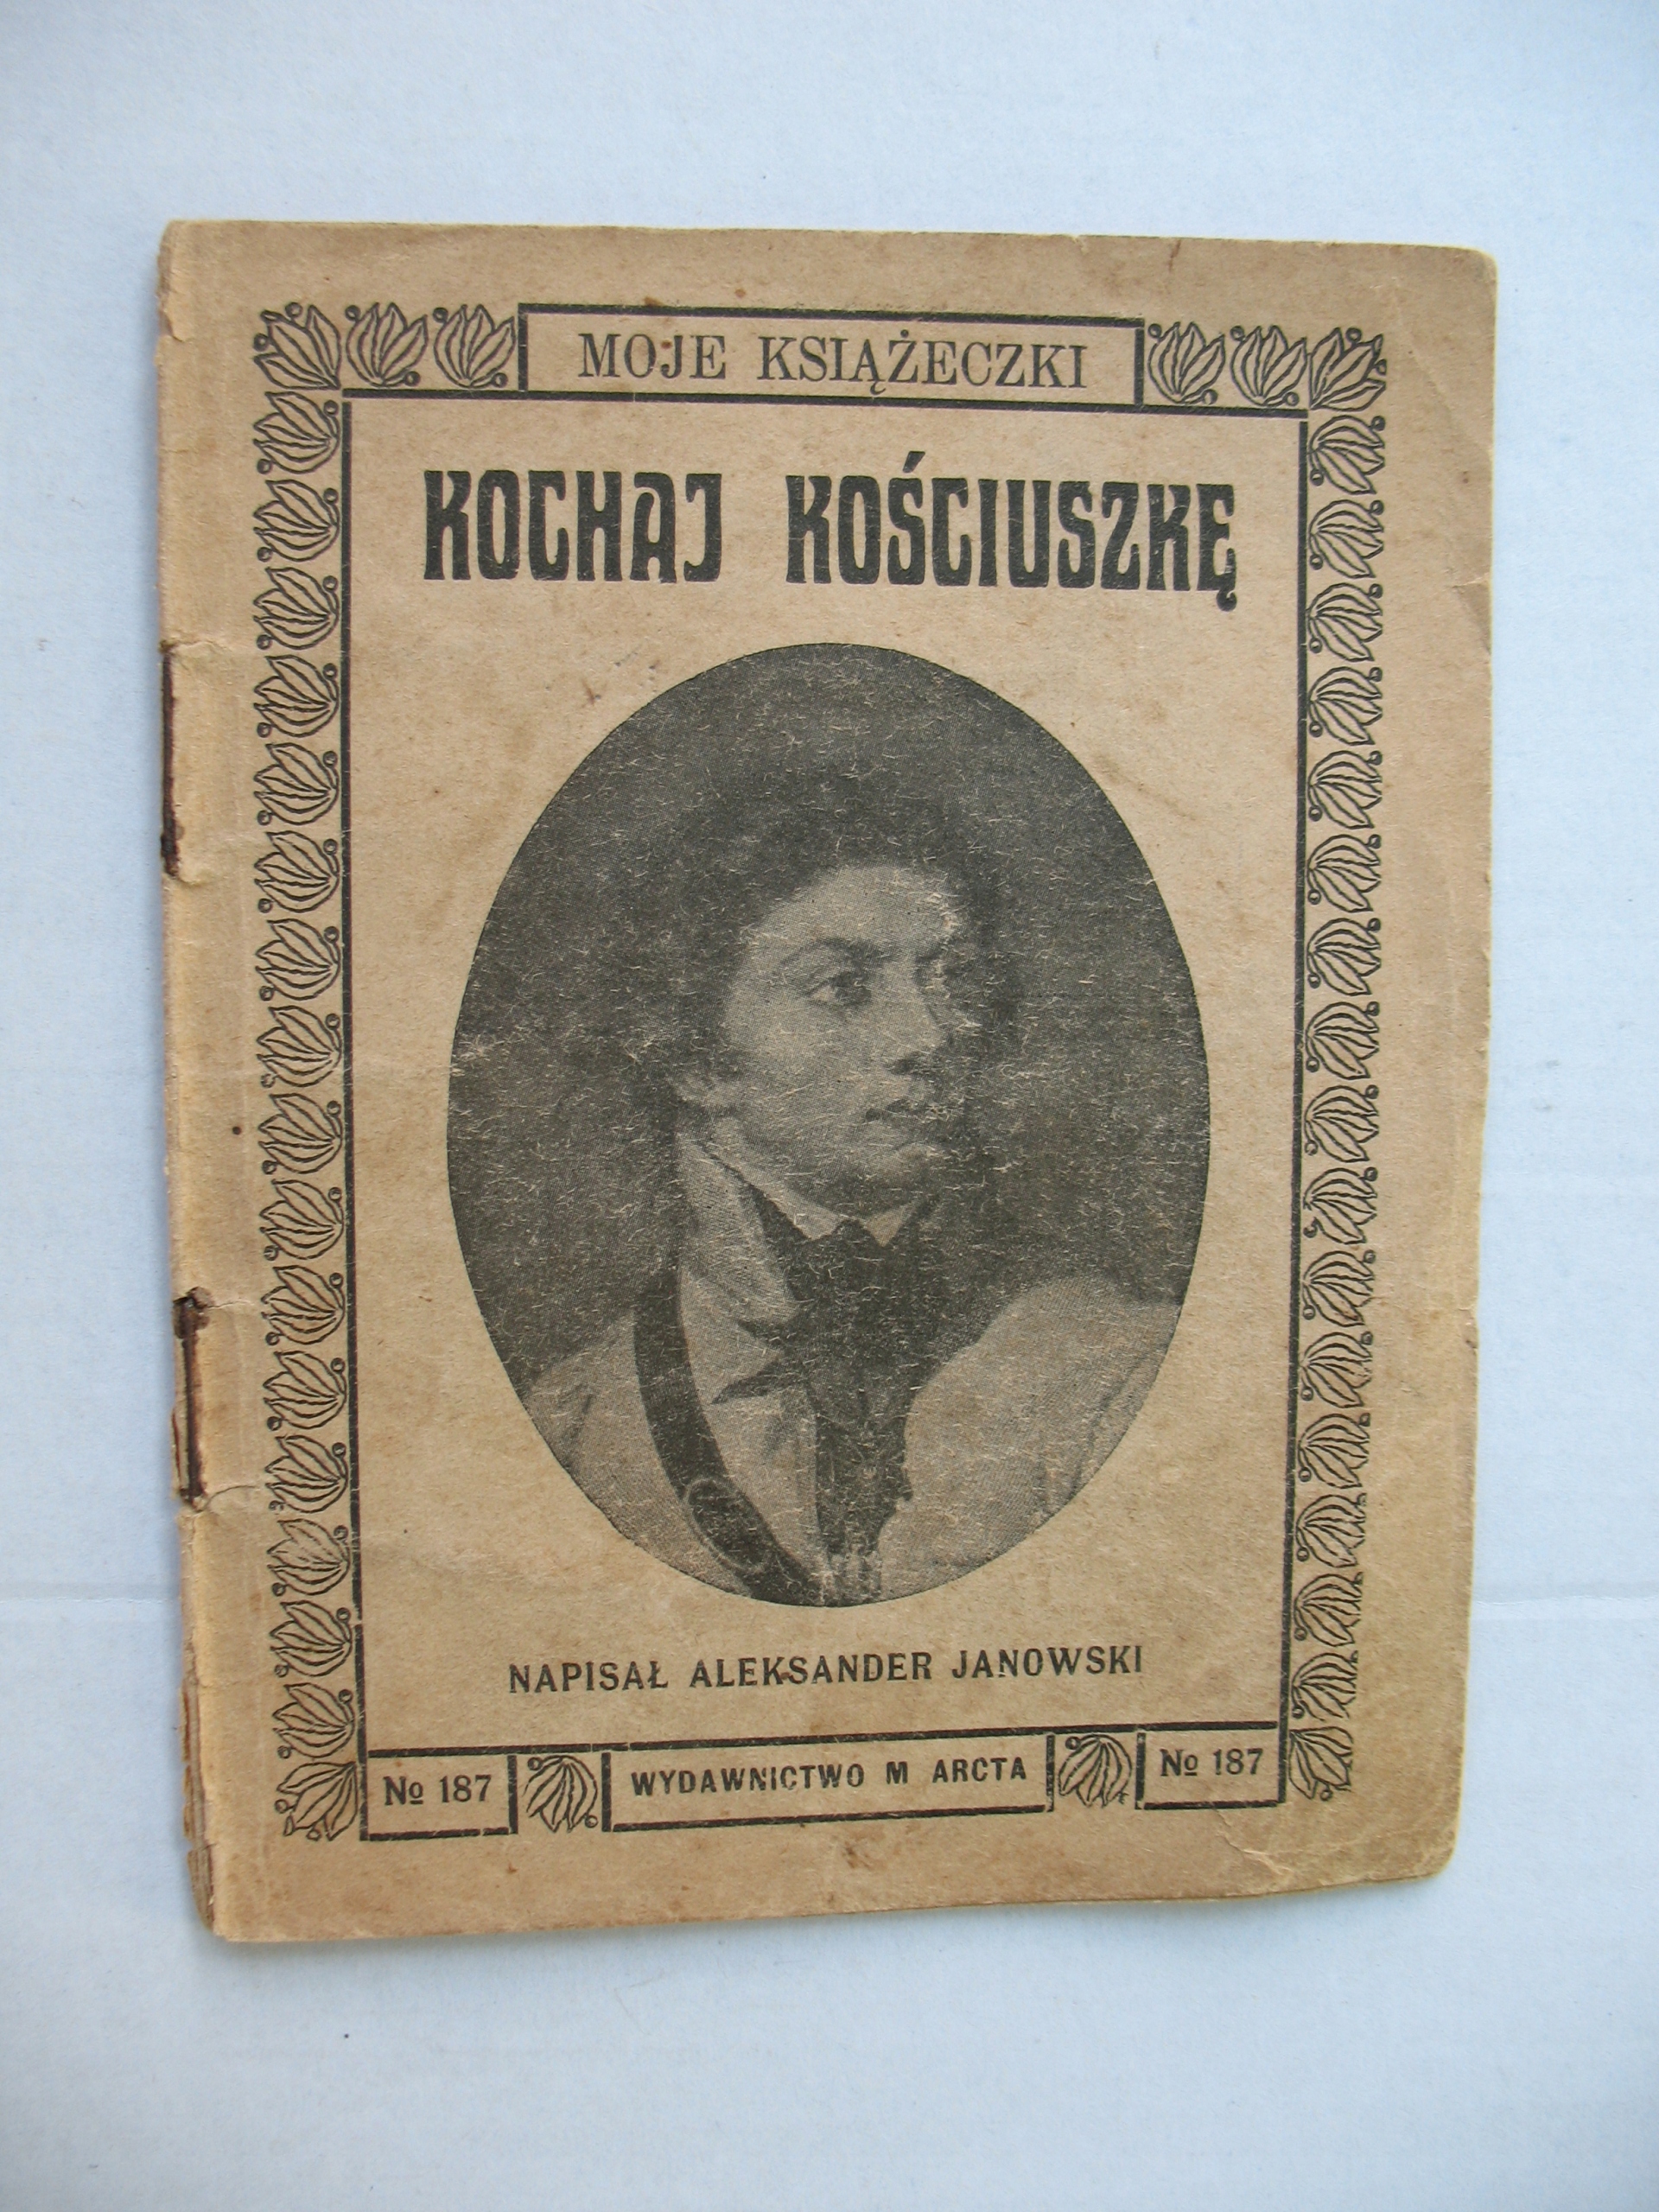 MOJE KSIĄŻECZKI
KOCHAJ KOŚCIUSZKĘ
NAPISAŁ ALEKSANDER JANOWSKI
№ 187
WYDAWNICTWO M ARCTA
№ 187